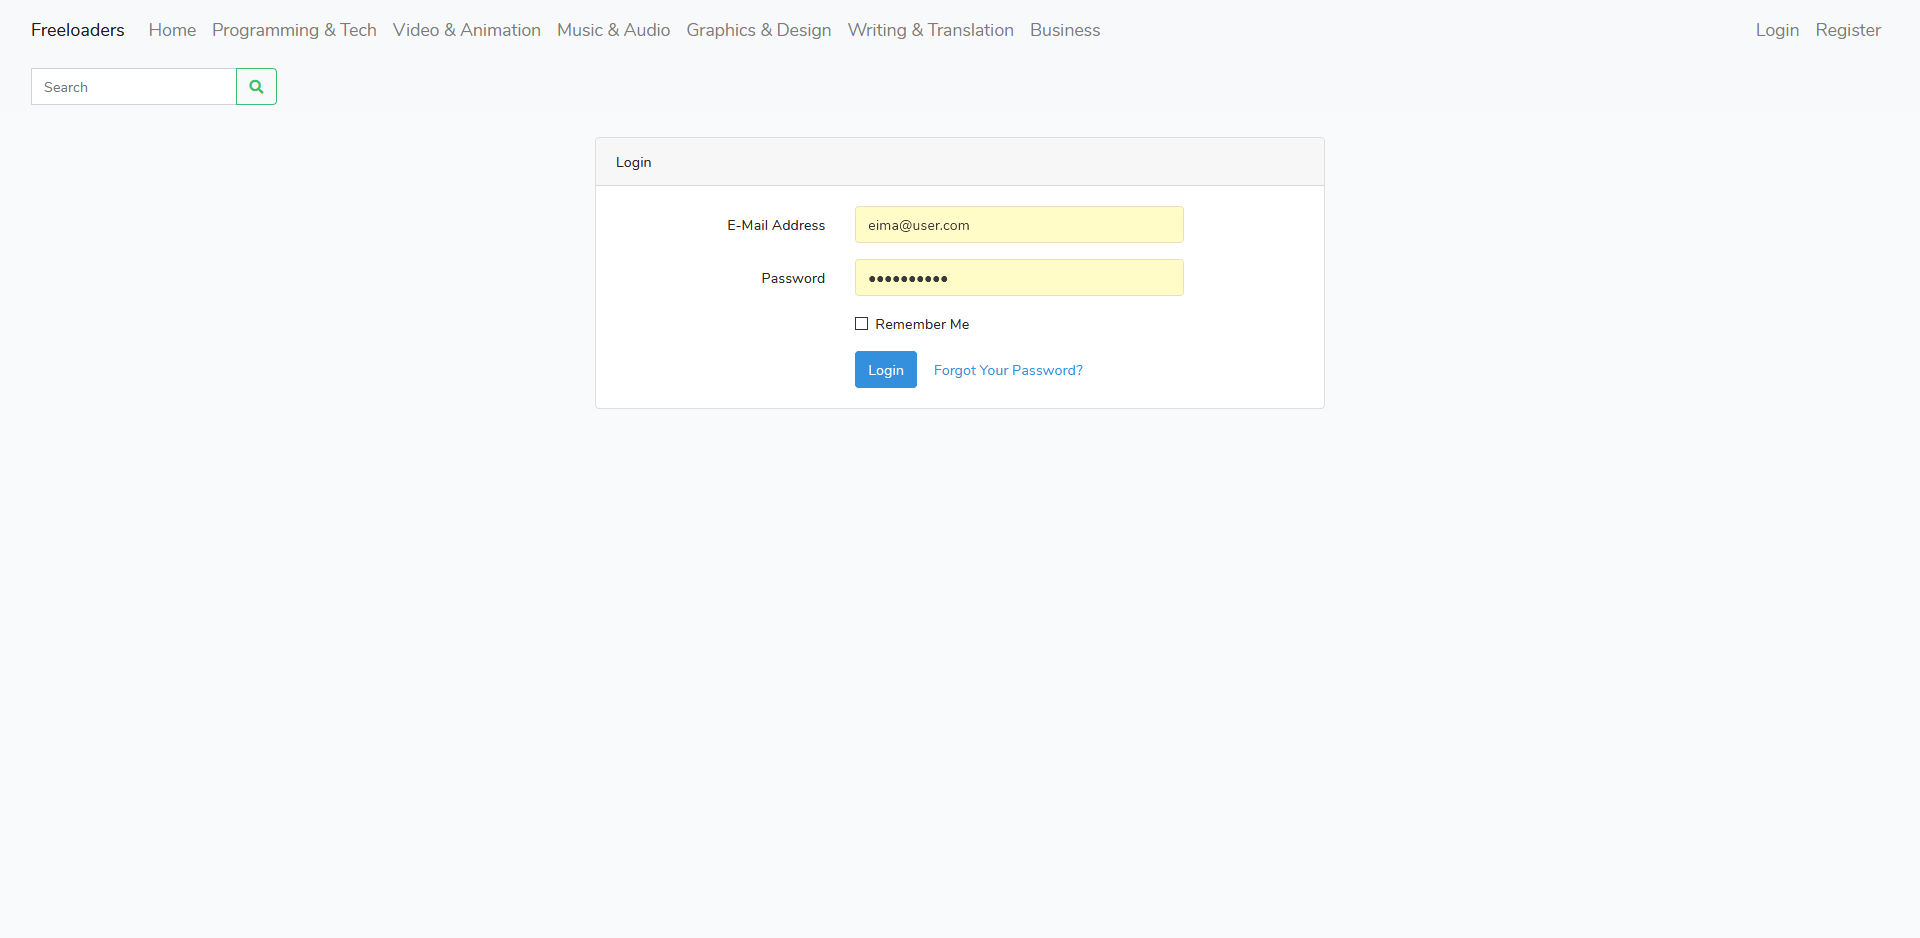 Freeloaders Home Programming & Tech Video & Animation Music & Audio Graphics & Design Writing & Translation Business Login Register
Search
Login
E-Mail Address eima@user.com
Password ●●●●●●●●●●
Remember Me
Login Forgot Your Password?